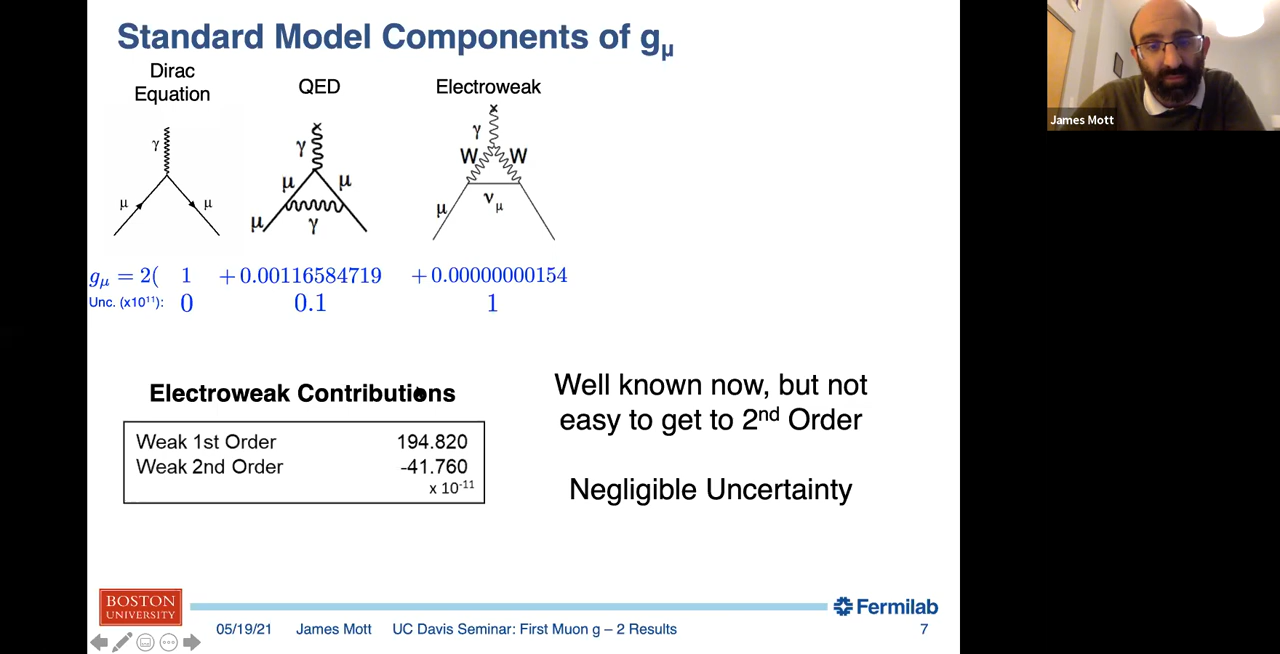 Standard Model Components of gμ
Dirac
Equation
QED
Electroweak
γ
μ
μ
γ
μ
μ
μ
γ
γ
W
W
νμ
μ
gμ = 2( 1 +0.00116584719 +0.00000000154
Unc. (x10¹¹): 0 0.1 1
Electroweak Contributions
Weak 1st Order 194.820
Weak 2nd Order -41.760
x 10⁻¹¹
Well known now, but not
easy to get to 2nd Order
Negligible Uncertainty
BOSTON
UNIVERSITY
Fermilab
05/19/21 James Mott UC Davis Seminar: First Muon g – 2 Results 7
James Mott